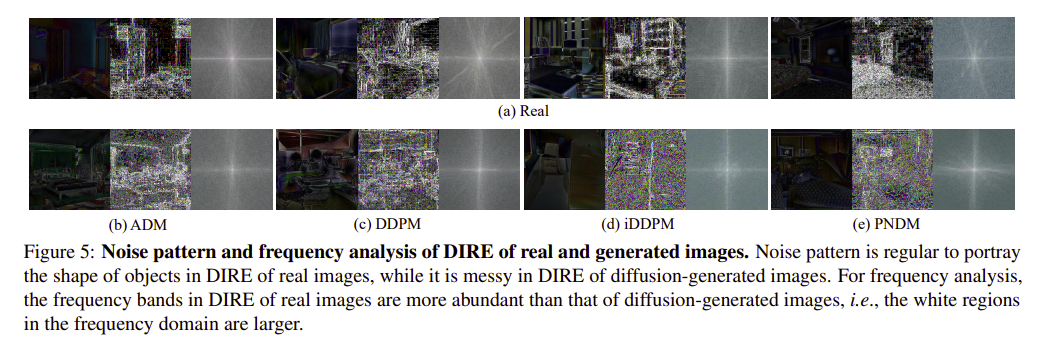 (a) Real
(b) ADM
(c) DDPM
(d) iDDPM
(e) PNDM
Figure 5: Noise pattern and frequency analysis of DIRE of real and generated images. Noise pattern is regular to portray
the shape of objects in DIRE of real images, while it is messy in DIRE of diffusion-generated images. For frequency analysis,
the frequency bands in DIRE of real images are more abundant than that of diffusion-generated images, i.e., the white regions
in the frequency domain are larger.